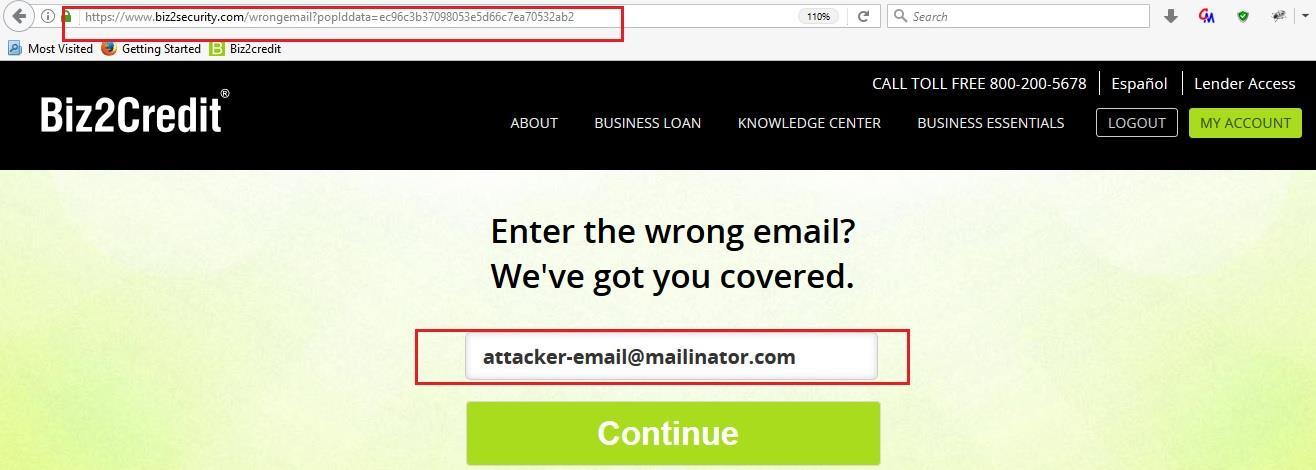 https://www.biz2security.com/wrongemail?popIddata=ec96c3b37098053e5d66c7ea70532ab2 110% Search
Most Visited Getting Started Biz2credit
CALL TOLL FREE 800-200-5678 Español Lender Access
Biz2Credit®
ABOUT BUSINESS LOAN KNOWLEDGE CENTER BUSINESS ESSENTIALS LOGOUT MY ACCOUNT
Enter the wrong email?
We've got you covered.
attacker-email@mailinator.com
Continue